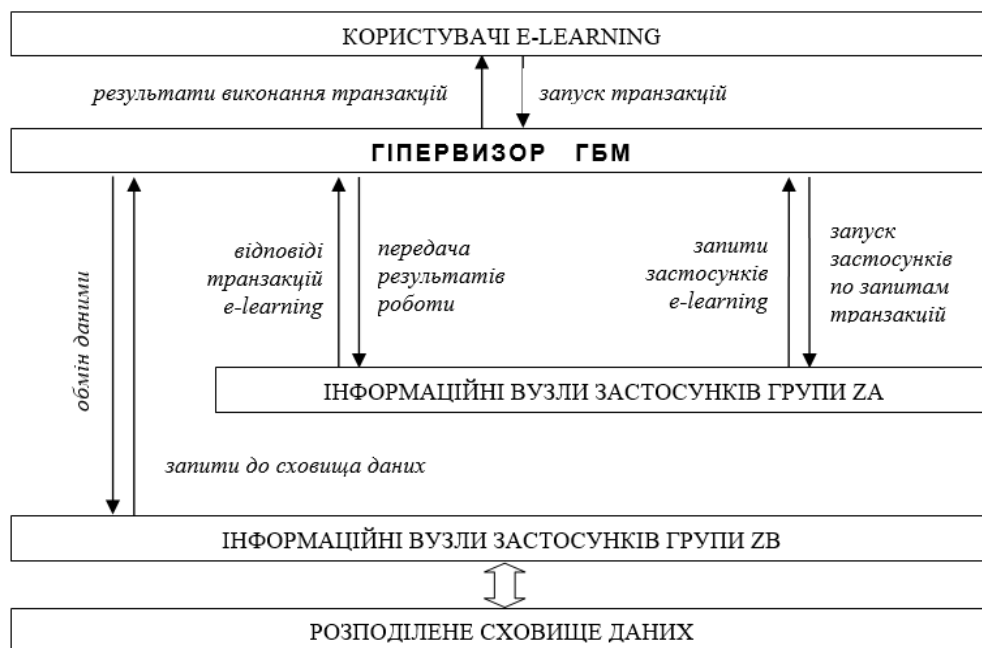 КОРИСТУВАЧІ E-LEARNING
результати виконання транзакцій
запуск транзакцій
ГІПЕРВИЗОР ГБМ
обмін даними
відповіді
транзакцій
e-learning
передача
результатів
роботи
запити
застосунків
e-learning
запуск
застосунків
по запитам
транзакцій
ІНФОРМАЦІЙНІ ВУЗЛИ ЗАСТОСУНКІВ ГРУПИ ZA
запити до сховища даних
ІНФОРМАЦІЙНІ ВУЗЛИ ЗАСТОСУНКІВ ГРУПИ ZB
РОЗПОДІЛЕНЕ СХОВИЩЕ ДАНИХ